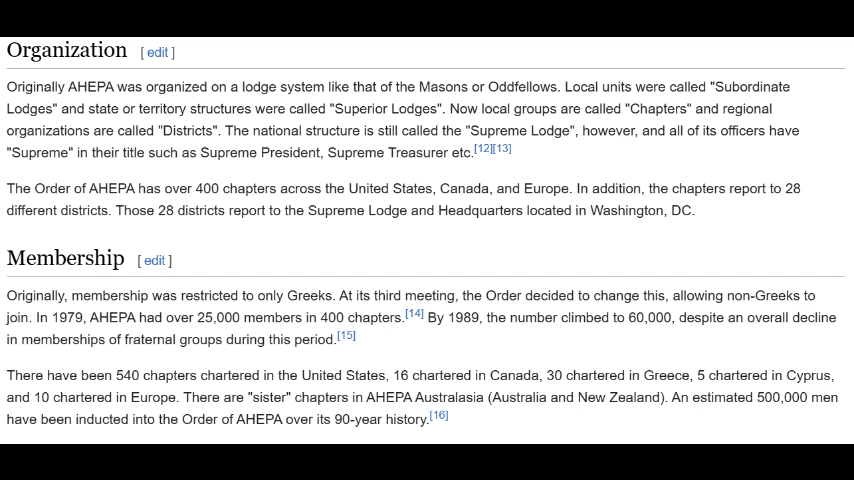 Organization [ edit ]
Originally AHEPA was organized on a lodge system like that of the Masons or Oddfellows. Local units were called "Subordinate
Lodges" and state or territory structures were called "Superior Lodges". Now local groups are called "Chapters" and regional
organizations are called "Districts". The national structure is still called the "Supreme Lodge", however, and all of its officers have
"Supreme" in their title such as Supreme President, Supreme Treasurer etc.[12][13]
The Order of AHEPA has over 400 chapters across the United States, Canada, and Europe. In addition, the chapters report to 28
different districts. Those 28 districts report to the Supreme Lodge and Headquarters located in Washington, DC.
Membership [ edit ]
Originally, membership was restricted to only Greeks. At its third meeting, the Order decided to change this, allowing non-Greeks to
join. In 1979, AHEPA had over 25,000 members in 400 chapters.[14] By 1989, the number climbed to 60,000, despite an overall decline
in memberships of fraternal groups during this period.[15]
There have been 540 chapters chartered in the United States, 16 chartered in Canada, 30 chartered in Greece, 5 chartered in Cyprus,
and 10 chartered in Europe. There are "sister" chapters in AHEPA Australasia (Australia and New Zealand). An estimated 500,000 men
have been inducted into the Order of AHEPA over its 90-year history.[16]